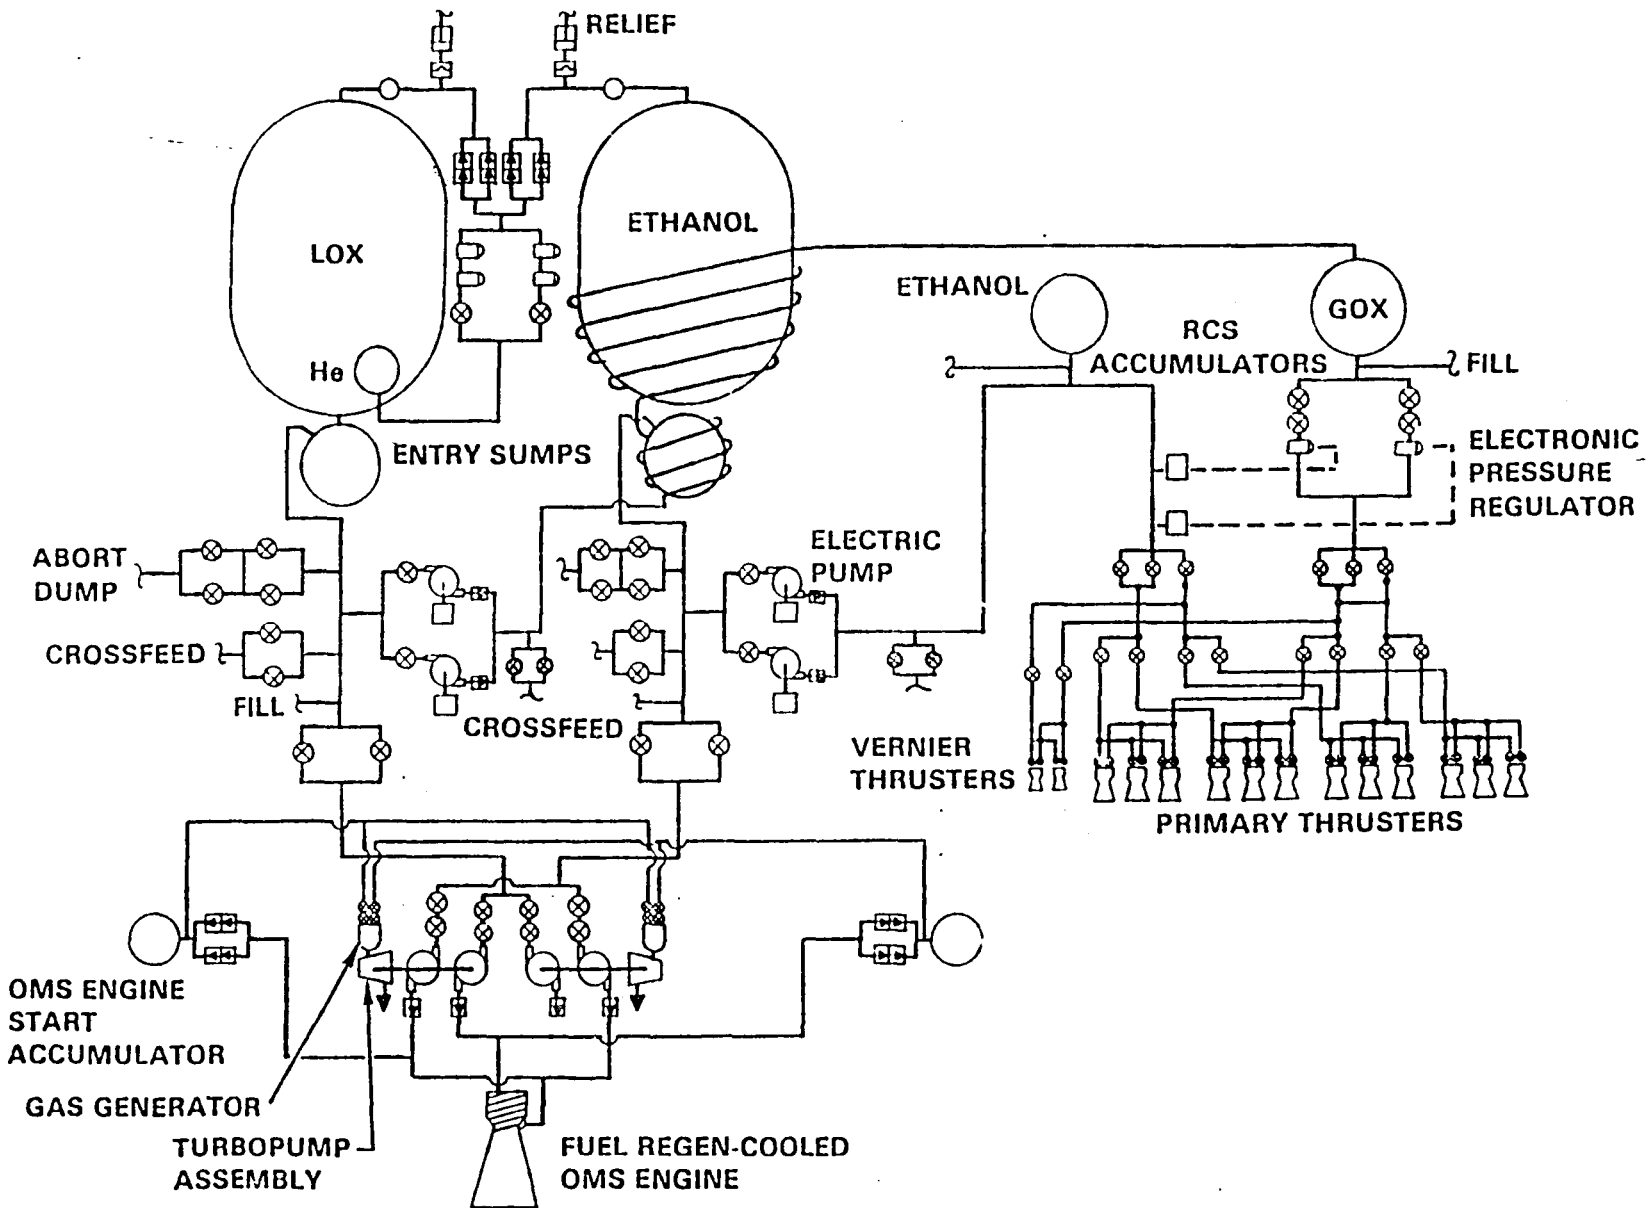 RELIEF
LOX
ETHANOL
He
ETHANOL
RCS
ACCUMULATORS
GOX
FILL
ENTRY SUMPS
ELECTRONIC
PRESSURE
REGULATOR
ABORT
DUMP
ELECTRIC
PUMP
CROSSFEED
FILL
CROSSFEED
VERNIER
THRUSTERS
PRIMARY THRUSTERS
OMS ENGINE
START
ACCUMULATOR
GAS GENERATOR
TURBOPUMP
ASSEMBLY
FUEL REGEN-COOLED
OMS ENGINE